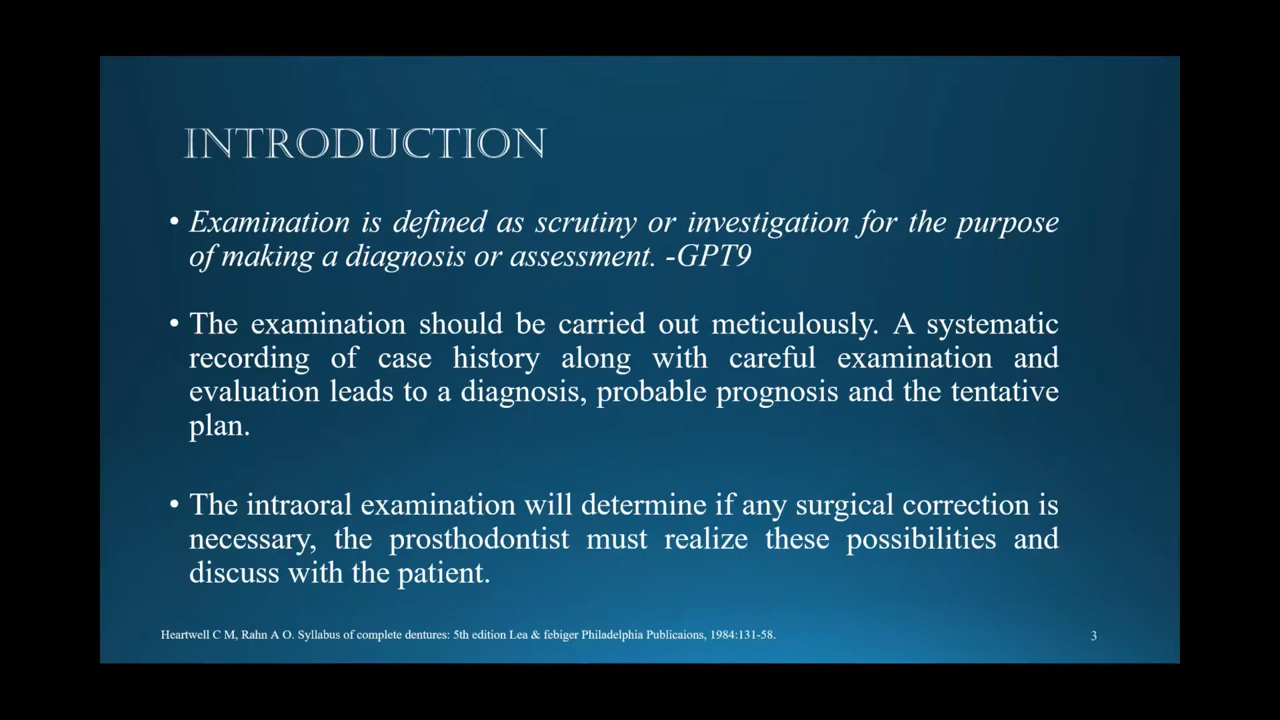 INTRODUCTION
• Examination is defined as scrutiny or investigation for the purpose
of making a diagnosis or assessment. -GPT9
• The examination should be carried out meticulously. A systematic
recording of case history along with careful examination and
evaluation leads to a diagnosis, probable prognosis and the tentative
plan.
• The intraoral examination will determine if any surgical correction is
necessary, the prosthodontist must realize these possibilities and
discuss with the patient.
Heartwell C M, Rahn A O. Syllabus of complete dentures: 5th edition Lea & febiger Philadelphia Publicaions, 1984:131-58.
3